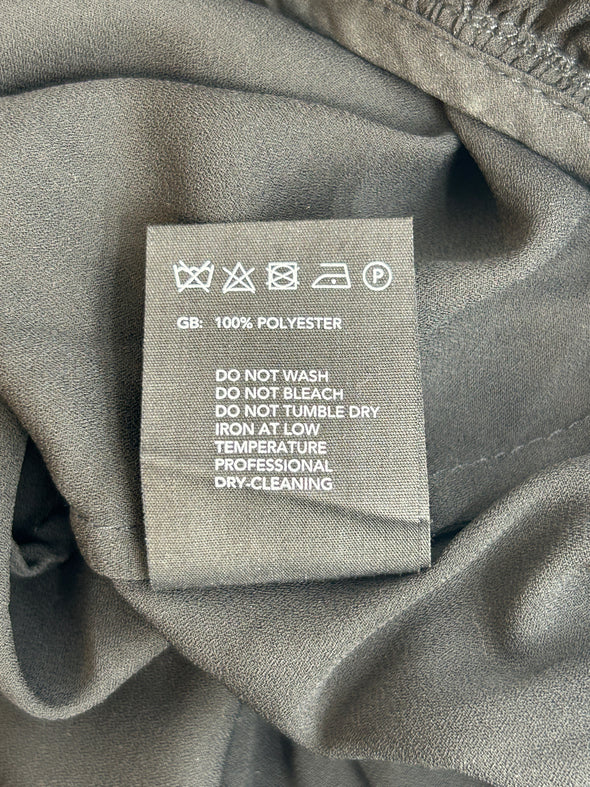 P
GB: 100% POLYESTER
DO NOT WASH
DO NOT BLEACH
DO NOT TUMBLE DRY
IRON AT LOW
TEMPERATURE
PROFESSIONAL
DRY-CLEANING